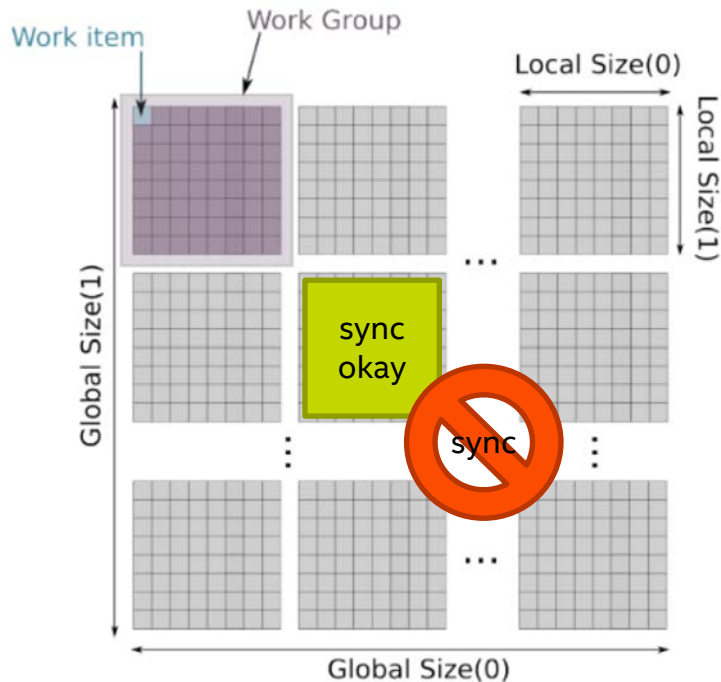 Work Group
Work item
Local Size(0)
Local Size(1)
...
Global Size(1)
sync
okay
sync
...
...
...
Global Size(0)